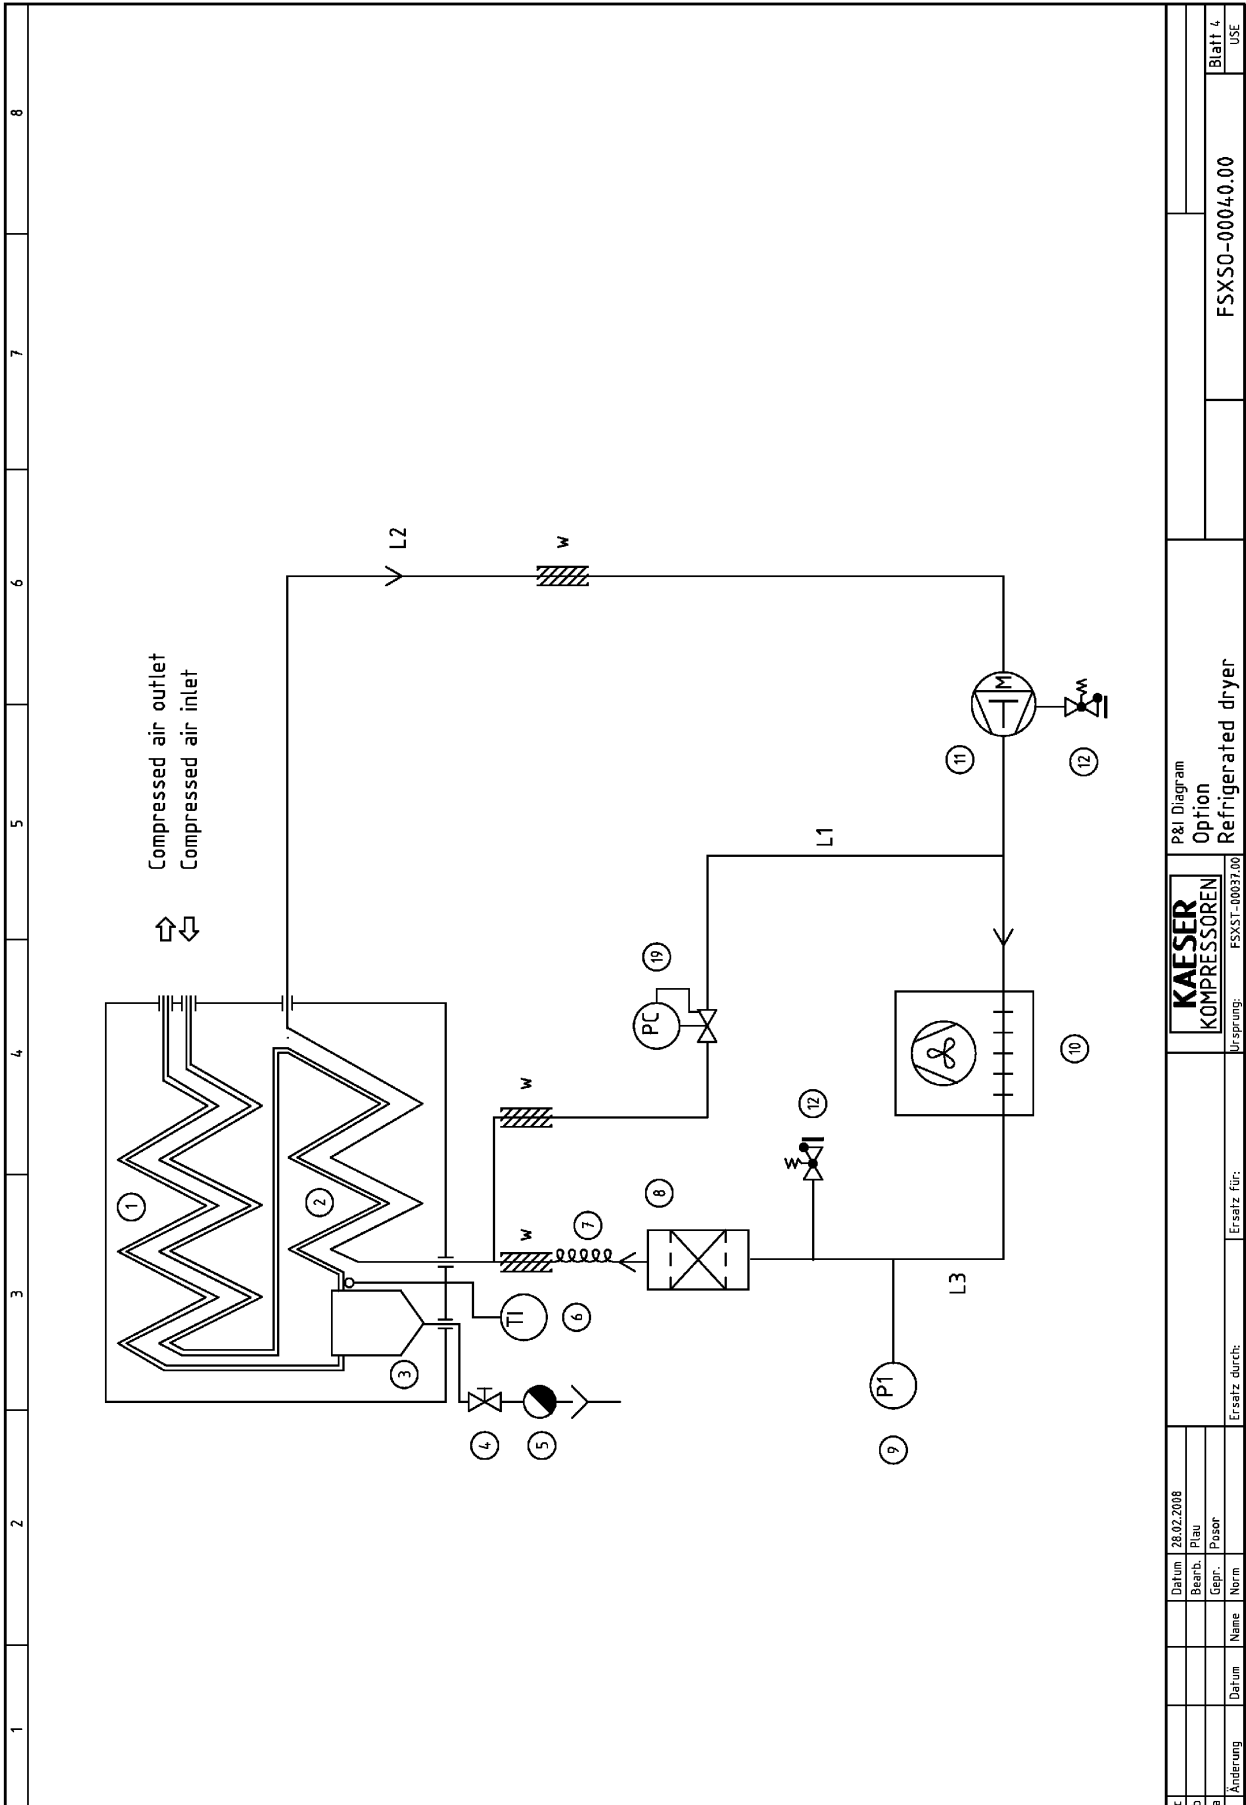 1 2 3 4 5 6 7 8
Compressed air outlet
Compressed air inlet
1
2
3
4
5
TI
6
7
w
w
8
PC
19
L2
w
12
P1
9
L3
10
L1
11
M
12
Änderung
Datum
Name
Datum 28.02.2008
Bearb. Plau
Gepr. Posor
Norm
Ersatz durch:
Ersatz für:
KAESER
KOMPRESSOREN
Ursprung: FSXST-00037.00
P&I Diagram
Option
Refrigerated dryer
FSXSO-00040.00
Blatt 4
USE
c
b
a